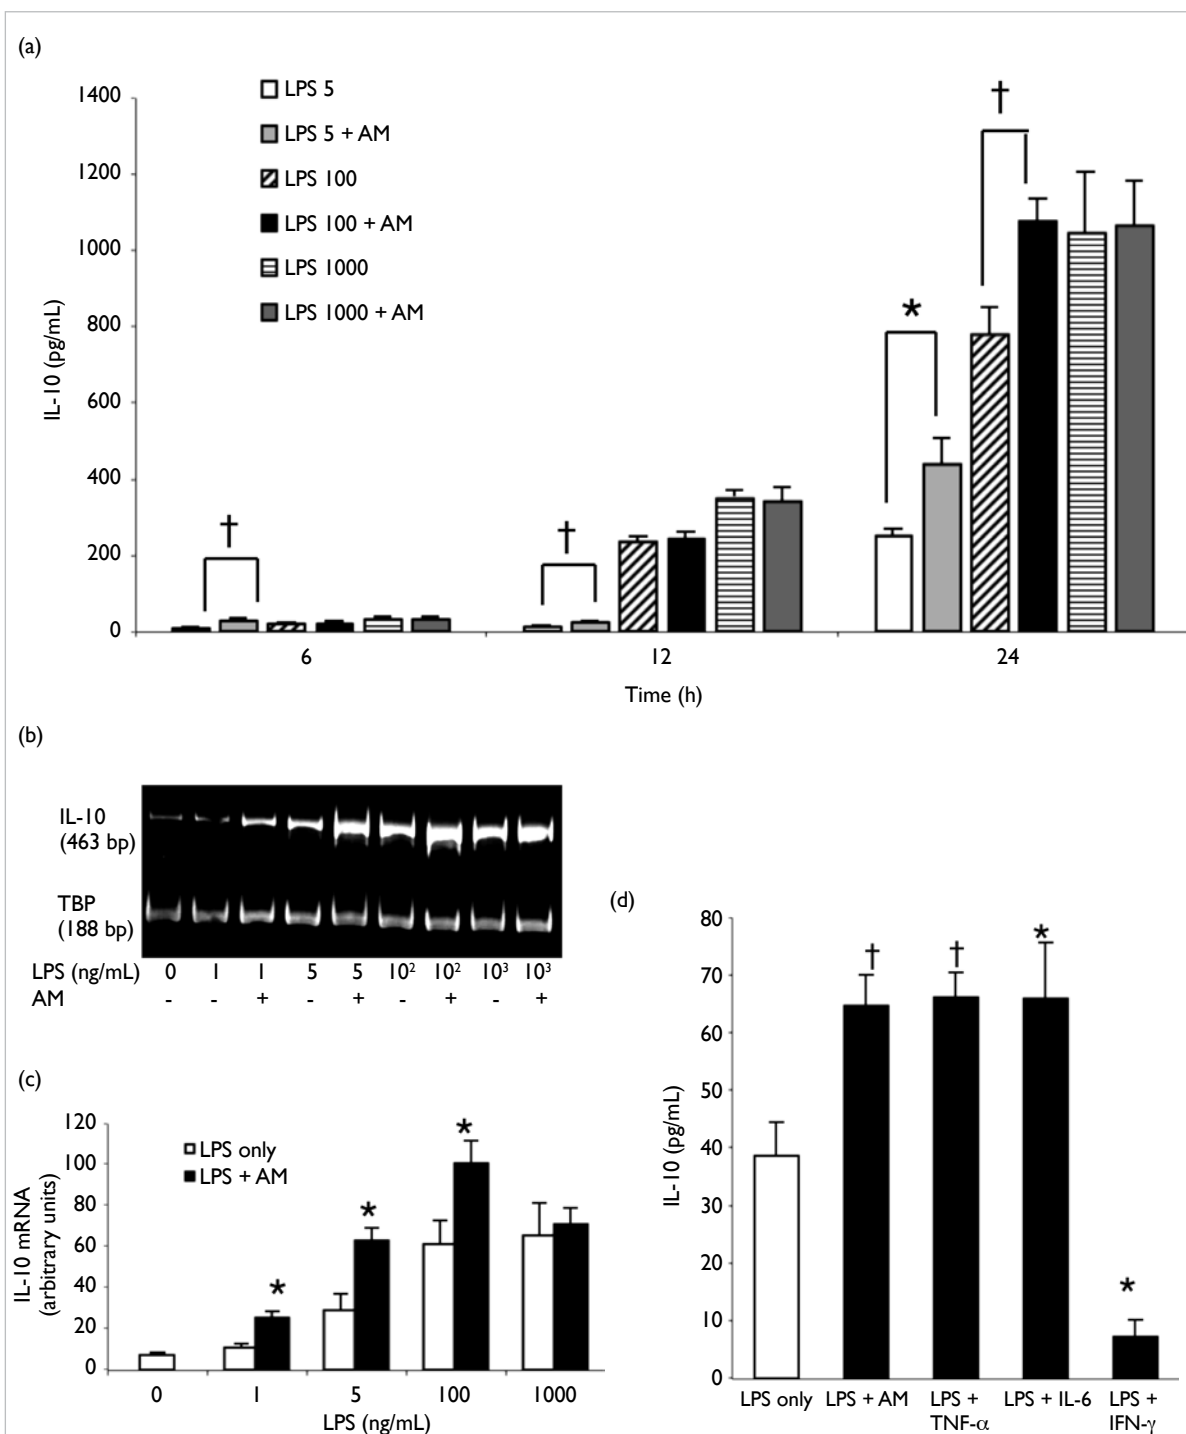 (a)
LPS 5
LPS 5 + AM
LPS 100
LPS 100 + AM
LPS 1000
LPS 1000 + AM
1400
1200
1000
800
600
400
200
0
IL-10 (pg/mL)
†
†
*
†
6 12 24
Time (h)
(b)
IL-10
(463 bp)
TBP
(188 bp)
LPS (ng/mL) 0 1 1 5 5 10² 10² 10³ 10³
AM - - + - + - + - +
(c)
120
100
80
60
40
20
0
IL-10 mRNA
(arbitrary units)
LPS only
LPS + AM
*
*
*
0 1 5 100 1000
LPS (ng/mL)
(d)
80
70
60
50
40
30
20
10
0
IL-10 (pg/mL)
† † * *
LPS only LPS + AM LPS + LPS + IL-6 LPS +
TNF-α IFN-γ